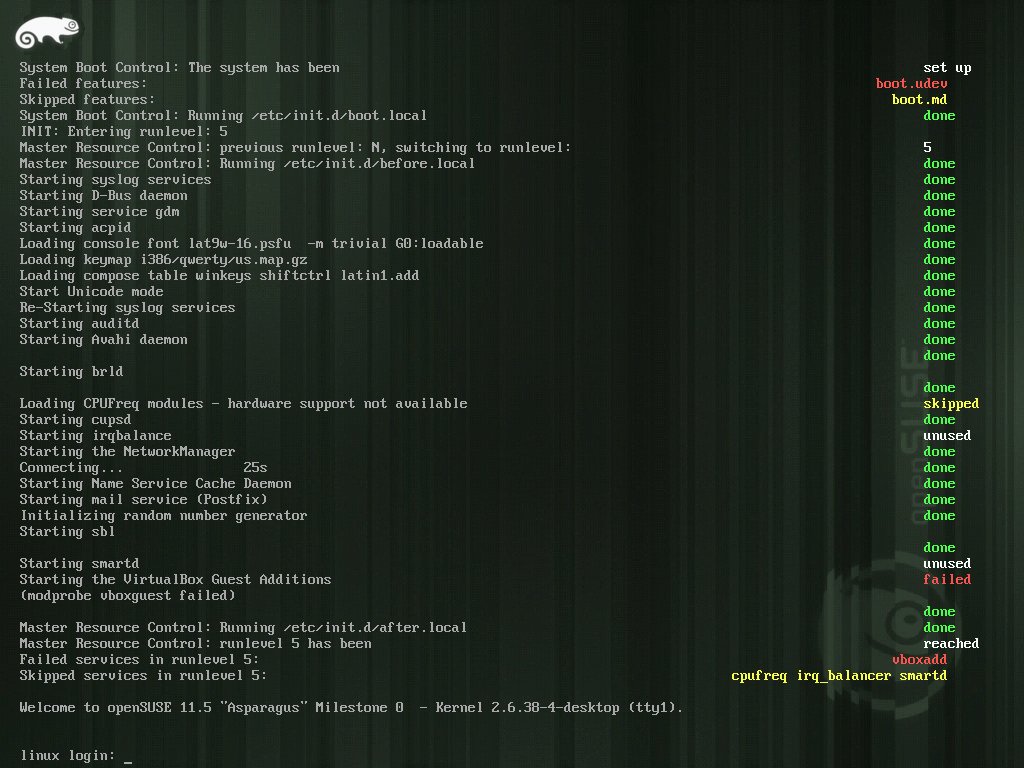 System Boot Control: The system has been set up
Failed features: boot.udev
Skipped features: boot.md
System Boot Control: Running /etc/init.d/boot.local done
INIT: Entering runlevel: 5
Master Resource Control: previous runlevel: N, switching to runlevel: 5
Master Resource Control: Running /etc/init.d/before.local done
Starting syslog services done
Starting D-Bus daemon done
Starting service gdm done
Starting acpid done
Loading console font lat9w-16.psfu  -m trivial G0:loadable done
Loading keymap i386/qwerty/us.map.gz done
Loading compose table winkeys shiftctrl latin1.add done
Start Unicode mode done
Re-Starting syslog services done
Starting auditd done
Starting Avahi daemon done
done
Starting brld
done
Loading CPUFreq modules - hardware support not available skipped
Starting cupsd done
Starting irqbalance unused
Starting the NetworkManager done
Connecting... 25s done
Starting Name Service Cache Daemon done
Starting mail service (Postfix) done
Initializing random number generator done
Starting sbl
done
Starting smartd unused
Starting the VirtualBox Guest Additions failed
(modprobe vboxguest failed)
done
Master Resource Control: Running /etc/init.d/after.local done
Master Resource Control: runlevel 5 has been reached
Failed services in runlevel 5: vboxadd
Skipped services in runlevel 5: cpufreq irq_balancer smartd
Welcome to openSUSE 11.5 "Asparagus" Milestone 0  - Kernel 2.6.38-4-desktop (tty1).
linux login: _
openSUSE